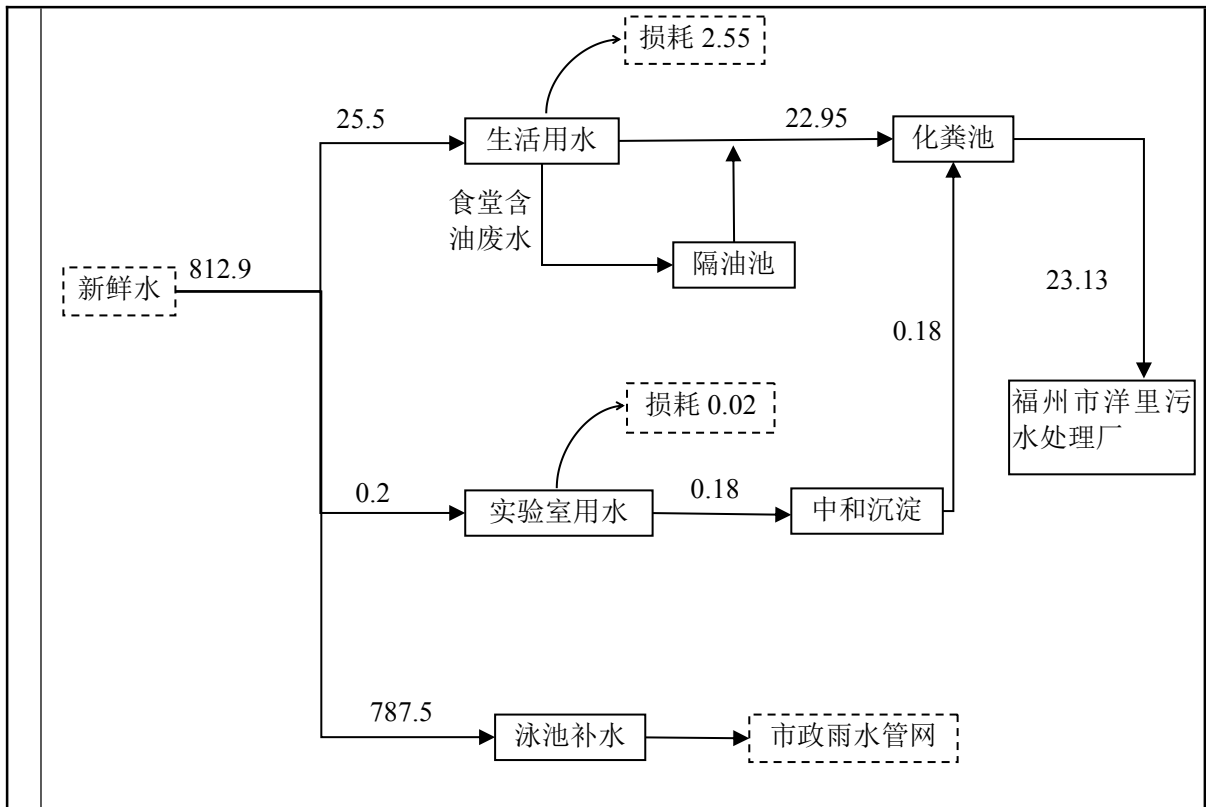 损耗 2.55
25.5
生活用水
22.95
化粪池
食堂含
油废水
隔油池
新鲜水
812.9
23.13
0.18
损耗 0.02
福州市洋里污
水处理厂
0.2
实验室用水
0.18
中和沉淀
787.5
泳池补水
市政雨水管网